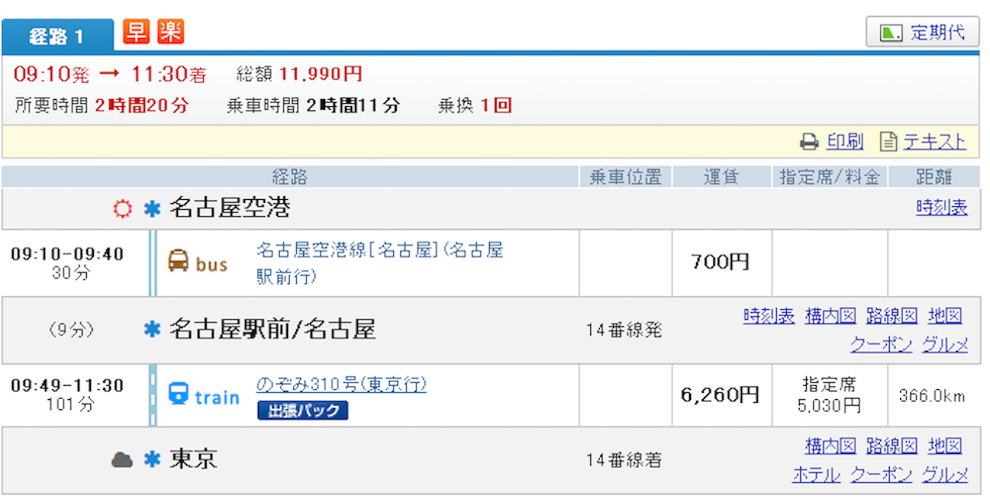 経路 1 早 楽 定期代
09:10発 → 11:30着 総額 11,990円
所要時間 2時間20分 乗車時間 2時間11分 乗換 1回
印刷 テキスト
経路 乗車位置 運賃 指定席/料金 距離
名古屋空港 時刻表
09:10-09:40
30分
bus
名古屋空港線[名古屋](名古屋
駅前行)
700円
(9分) 名古屋駅前/名古屋 14番線発
時刻表 構内図 路線図 地図
クーポン グルメ
09:49-11:30
101分
train
のぞみ310号(東京行)
出張パック
6,260円
指定席
5,030円
366.0km
東京 14番線着
構内図 路線図 地図
ホテル クーポン グルメ